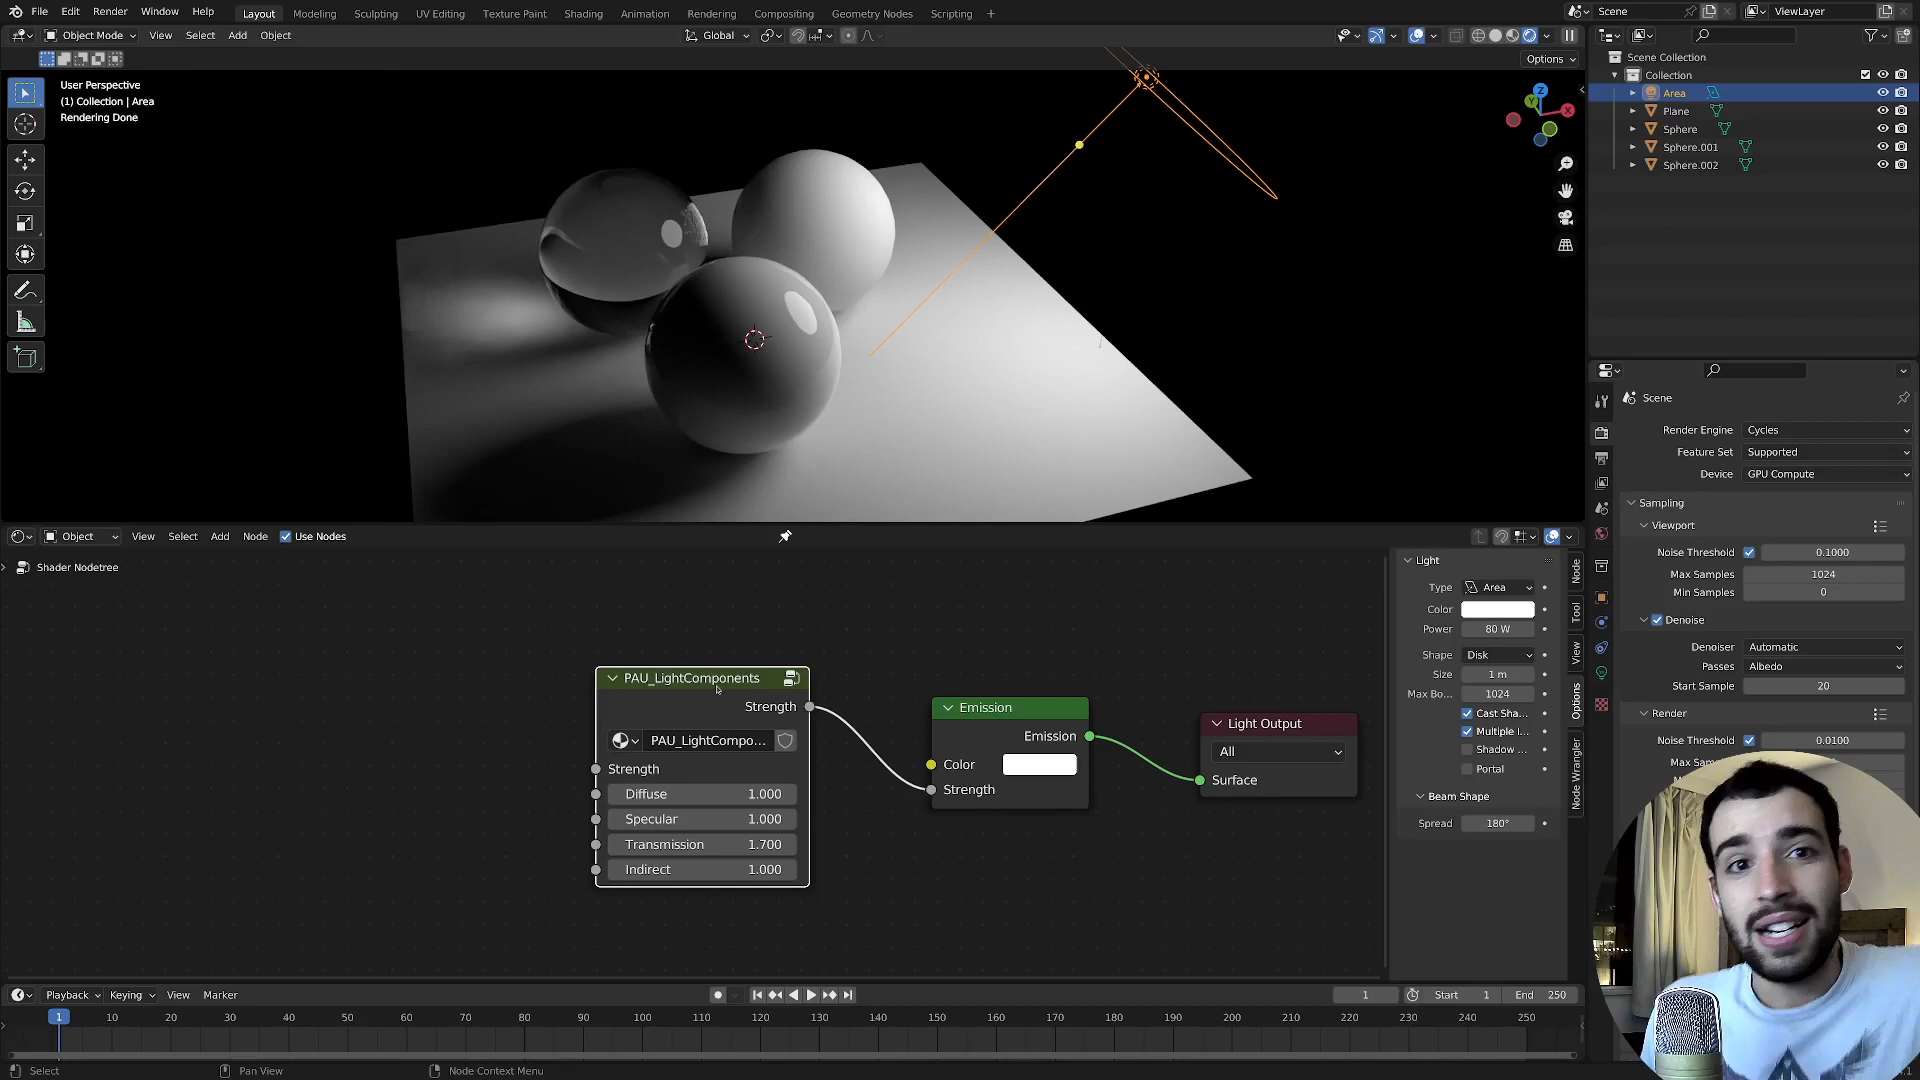 File Edit Render Window Help Layout Modeling Sculpting UV Editing Texture Paint Shading Animation Rendering Compositing Geometry Nodes Scripting + Scene ViewLayer
Object Mode View Select Add Object Global
Options
User Perspective
(1) Collection | Area
Rendering Done
Z
Y
X
Scene Collection
Collection
Area
Plane
Sphere
Sphere.001
Sphere.002
Scene
Render Engine Cycles
Feature Set Supported
Device GPU Compute
Sampling
Viewport
Noise Threshold 0.1000
Max Samples 1024
Min Samples 0
Denoise
Denoiser Automatic
Passes Albedo
Start Sample 20
Render
Noise Threshold 0.0100
Object View Select Add Node Use Nodes
Shader Nodetree
PAU_LightComponents
Strength
PAU_LightCompo...
Strength
Diffuse 1.000
Specular 1.000
Transmission 1.700
Indirect 1.000
Emission
Emission
Color
Strength
Light Output
All
Surface
Light
Type Area
Color
Power 80 W
Shape Disk
Size 1 m
Max Bo... 1024
Cast Sha...
Multiple I...
Shadow ...
Portal
Beam Shape
Spread 180°
Node
Tool
View
Options
Node Wrangler
Playback Keying View Marker 1 Start 1 End 250
1 10 20 30 40 50 60 70 80 90 100 110 120 130 140 150 160 170 180 190 200 210 220 230 240 250
Select Pan View Node Context Menu